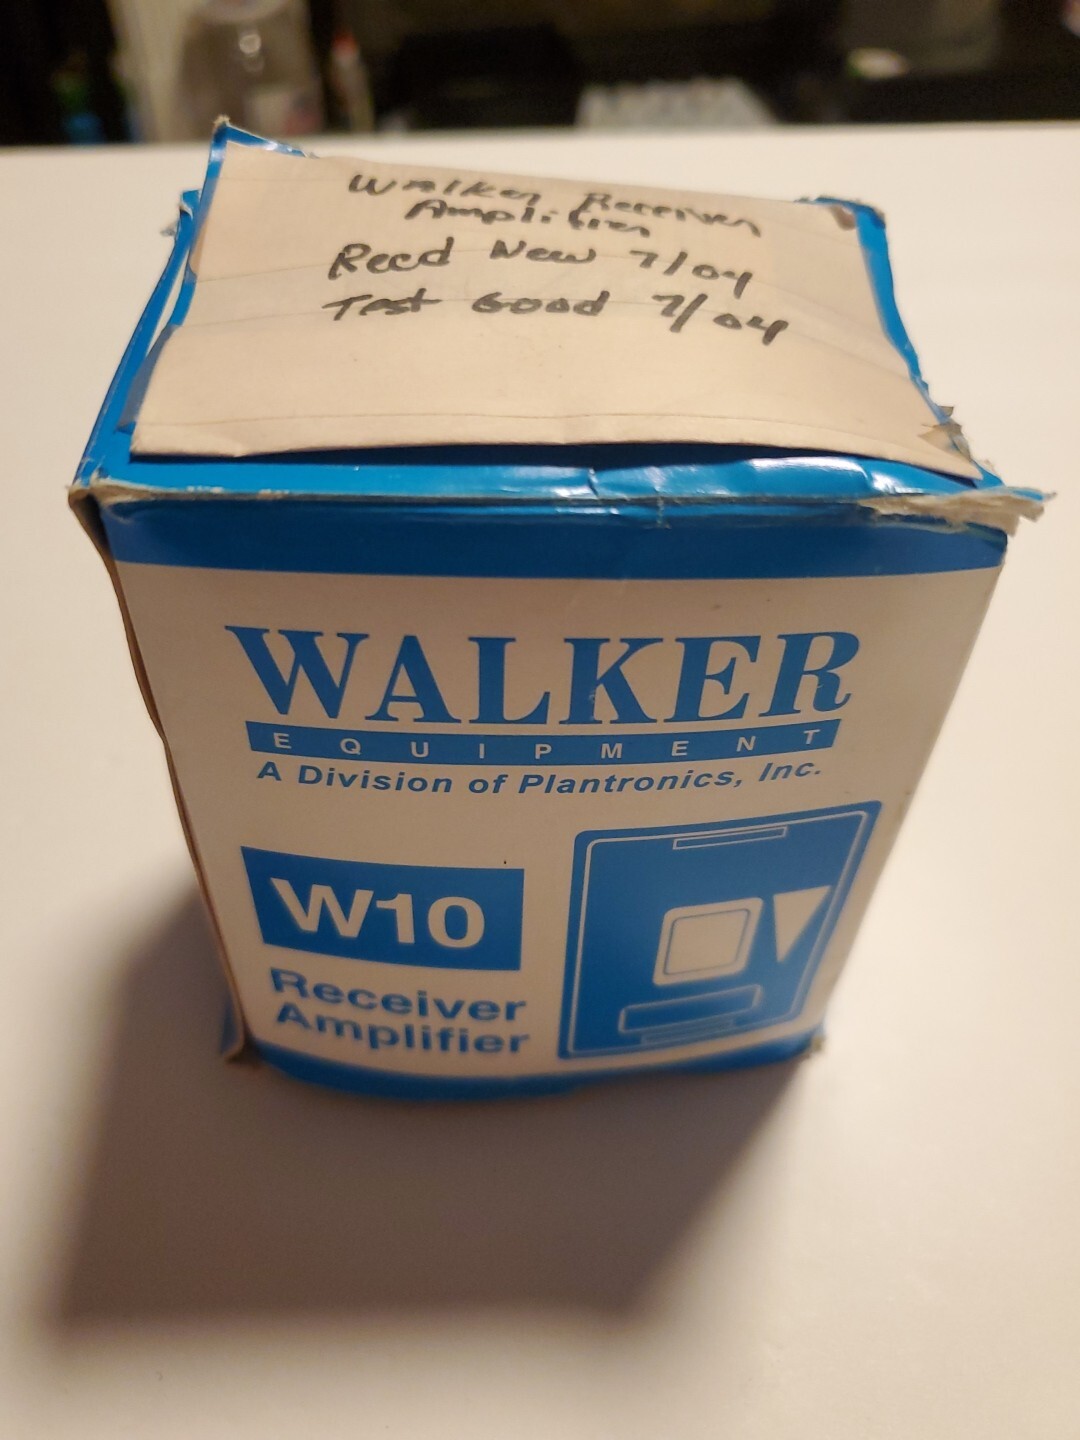 Walker Receiver
Amplifier
Recd New 7/04
Test Good 7/04
WALKER
EQUIPMENT
A Division of Plantronics, Inc.
W10
Receiver
Amplifier